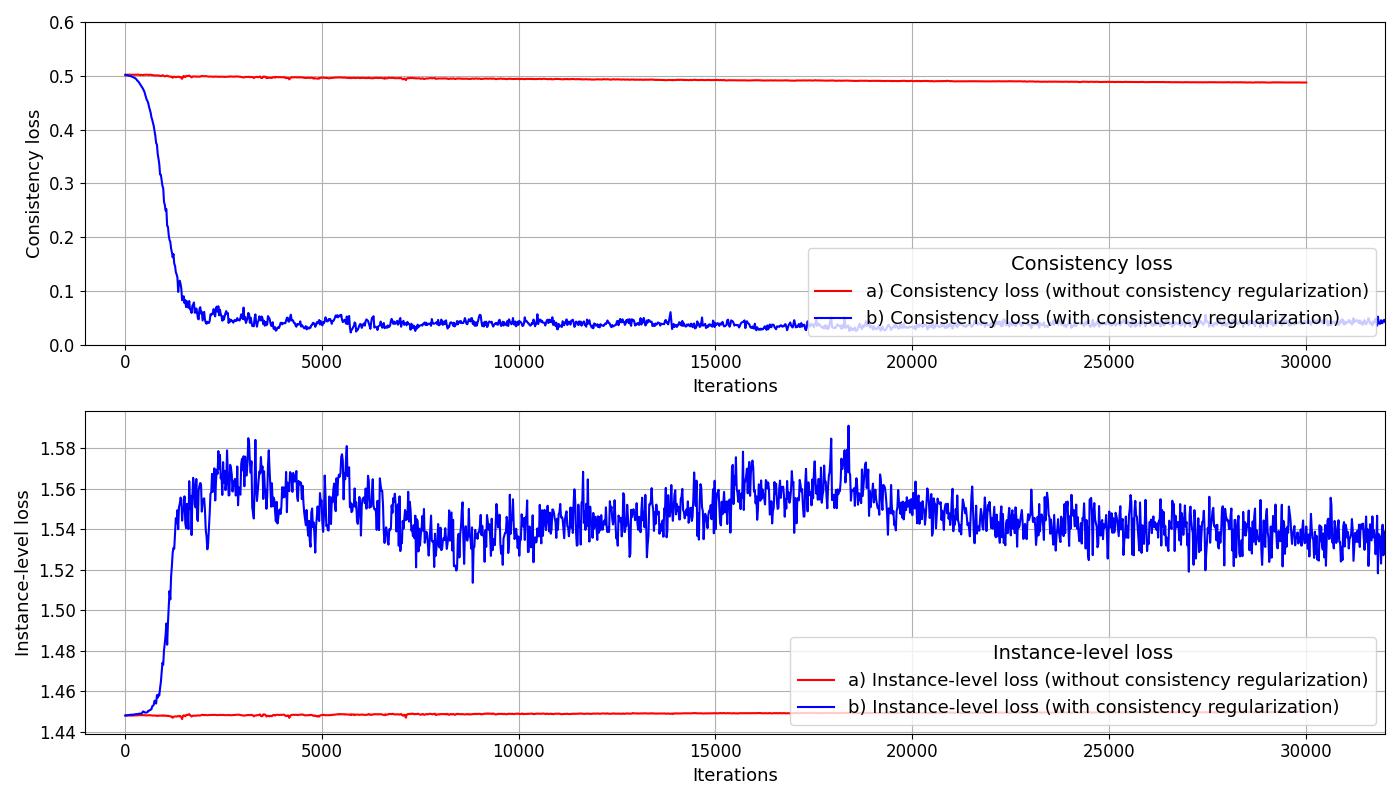 0.6
0.5
0.4
0.3
0.2
0.1
0.0
Consistency loss
Consistency loss
a) Consistency loss (without consistency regularization)
b) Consistency loss (with consistency regularization)
0 5000 10000 15000 20000 25000 30000
Iterations
1.58
1.56
1.54
1.52
1.50
1.48
1.46
1.44
Instance-level loss
Instance-level loss
a) Instance-level loss (without consistency regularization)
b) Instance-level loss (with consistency regularization)
0 5000 10000 15000 20000 25000 30000
Iterations